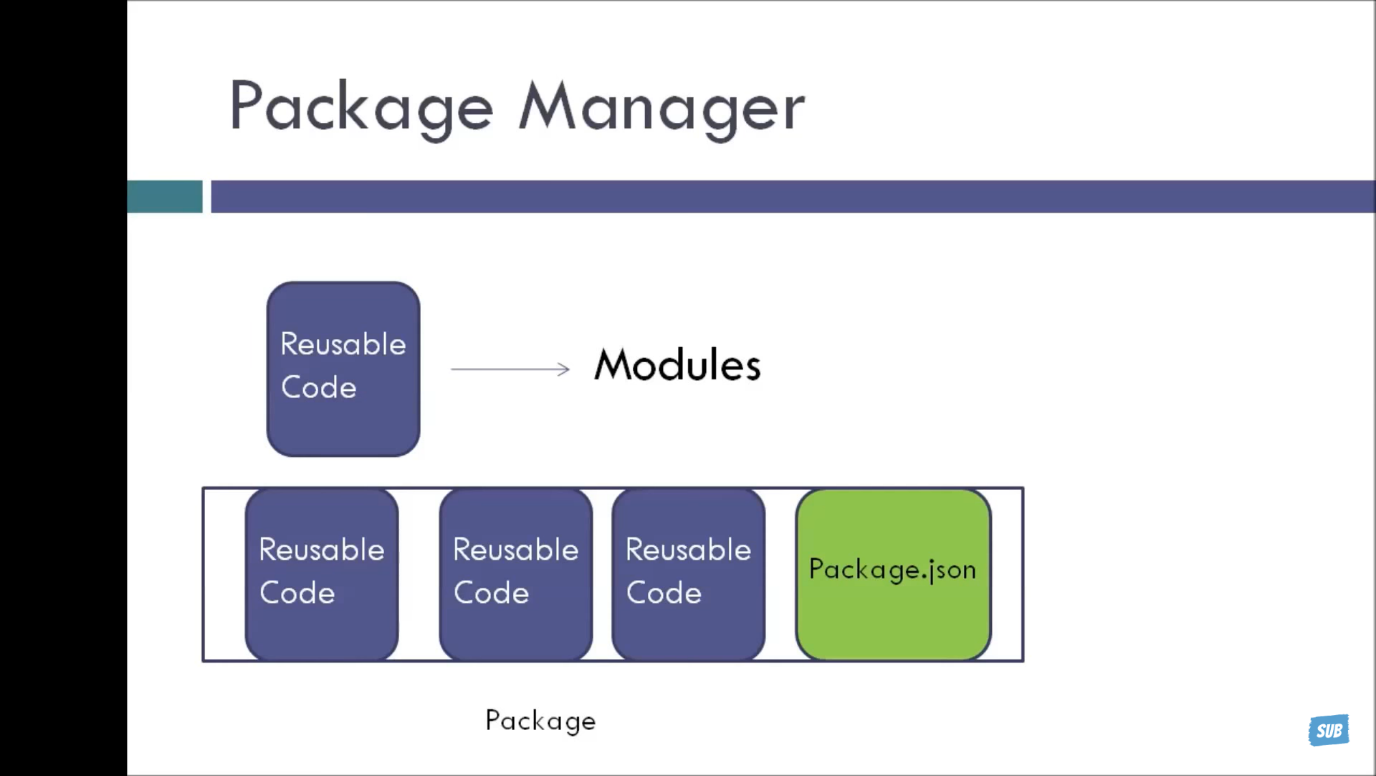 Package Manager
Reusable
Code
Modules
Reusable
Code
Reusable
Code
Reusable
Code
Package.json
Package
SUB